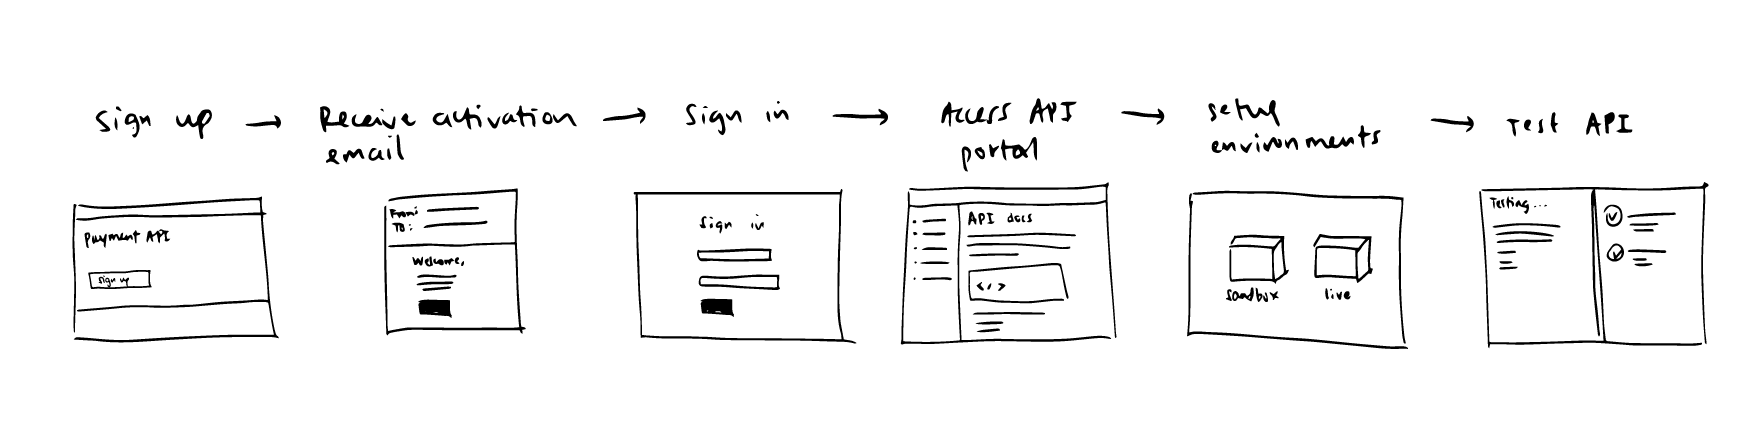 Sign up → Receive activation email → Sign in → Access API portal → setup environments → Test API
Payment API
Sign up
From:
To:
Welcome,
Sign in
API docs
</>
sandbox
live
Testing...